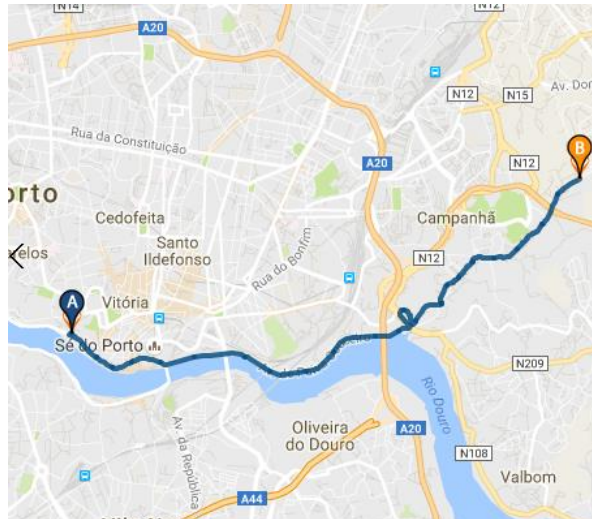 N14
N12
A20
Av. Dor
N12
N15
Rua da Constituição
A20
B
N12
orto
Cedofeita
Campanhã
Santo
Ildefonso
Rua do Bonfim
N12
A
Vitória
Sé do Porto
N209
Rio Douro
Av. da República
Oliveira
do Douro
A20
N108
A44
Valbom